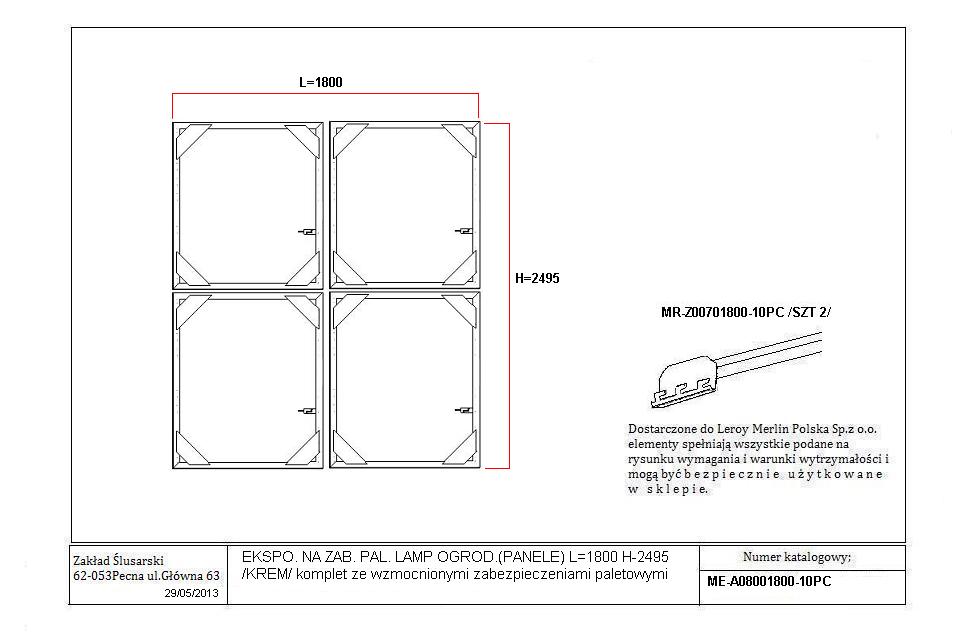 L=1800
H=2495
MR-Z00701800-10PC /SZT 2/
Dostarczone do Leroy Merlin Polska Sp.z o.o.
elementy spełniają wszystkie podane na
rysunku wymagania i warunki wytrzymałości i
mogą być b e z p i e c z n i e u ż y t k o w a n e
w s k l e p i e.
Zakład Ślusarski
62-053Pecna ul.Główna 63
29/05/2013
EKSPO. NA ZAB. PAL. LAMP OGROD.(PANELE) L=1800 H-2495
/KREM/ komplet ze wzmocnionymi zabezpieczeniami paletowymi
Numer katalogowy;
ME-A08001800-10PC